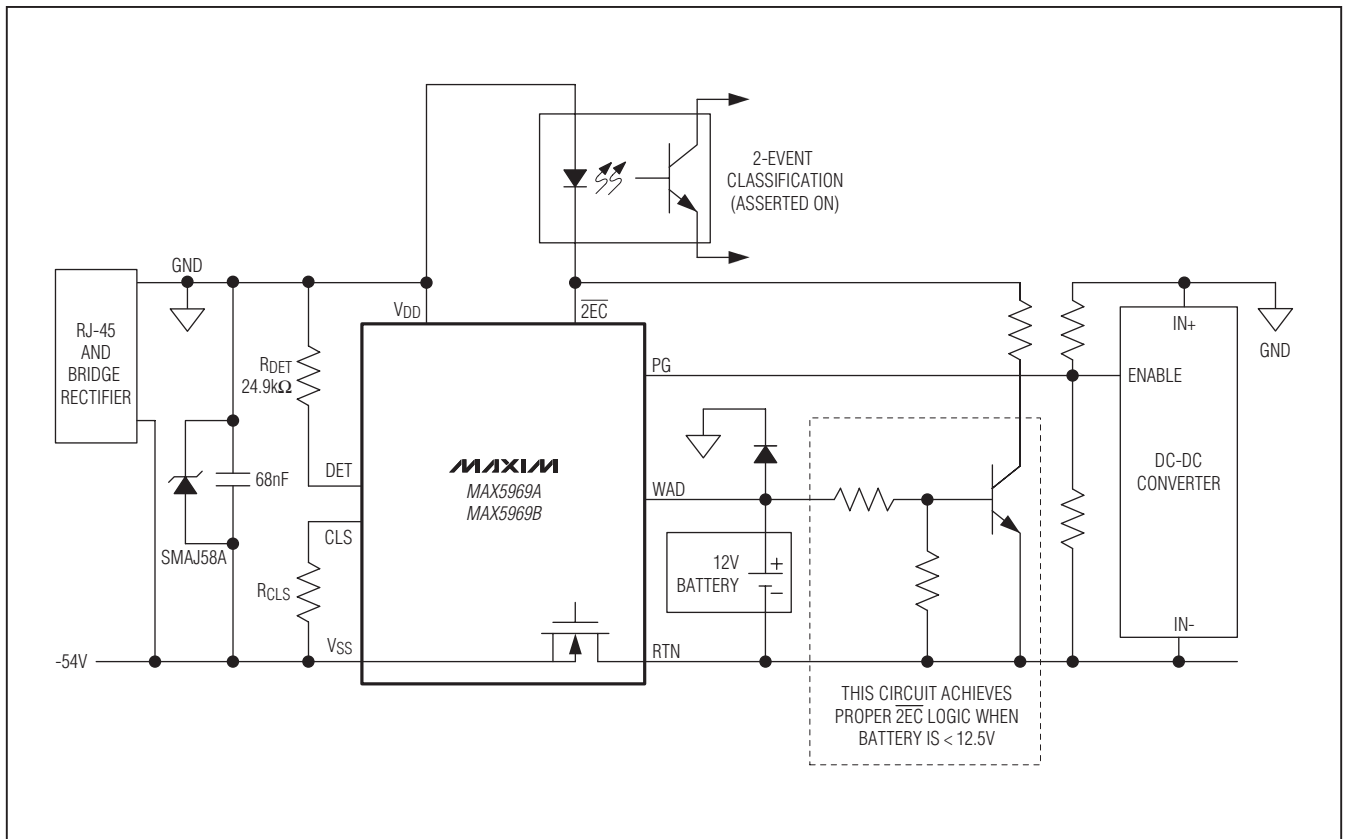 2-EVENT
CLASSIFICATION
(ASSERTED ON)
GND
RJ-45
AND
BRIDGE
RECTIFIER
VDD
2EC
RDET
24.9kΩ
68nF
SMAJ58A
DET
CLS
RCLS
VSS
-54V
MAXIM
MAX5969A
MAX5969B
PG
WAD
RTN
12V
BATTERY
+
−
IN+
GND
ENABLE
DC-DC
CONVERTER
IN-
THIS CIRCUIT ACHIEVES
PROPER 2EC LOGIC WHEN
BATTERY IS < 12.5V